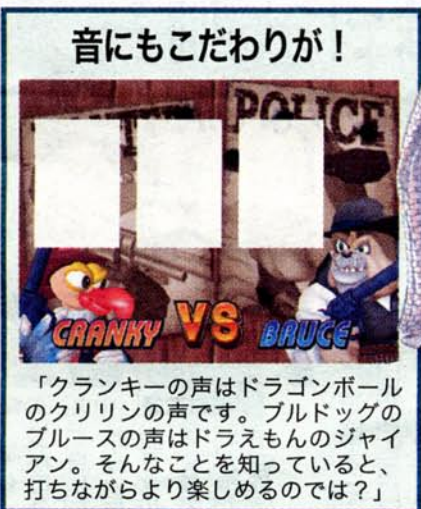 音にもこだわりが！
POLICE
CRANKY VS BRUCE
「クランキーの声はドラゴンボール
のクリリンの声です。ブルドッグの
ブルースの声はドラえもんのジャイ
アン。そんなことを知っていると、
打ちながらより楽しめるのでは？」